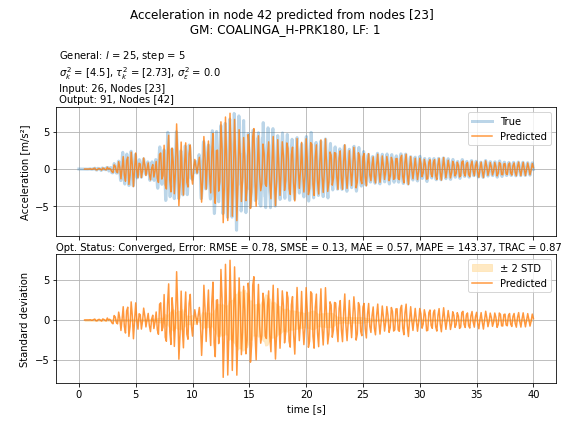 Acceleration in node 42 predicted from nodes [23]
GM: COALINGA_H-PRK180, LF: 1
General: l = 25, step = 5
σ²ₖ = [4.5], τ²ₖ = [2.73], σ²ε = 0.0
Input: 26, Nodes [23]
Output: 91, Nodes [42]
Acceleration [m/s²]
5
0
−5
True
Predicted
Opt. Status: Converged, Error: RMSE = 0.78, SMSE = 0.13, MAE = 0.57, MAPE = 143.37, TRAC = 0.87
Standard deviation
5
0
−5
± 2 STD
Predicted
0 5 10 15 20 25 30 35 40
time [s]